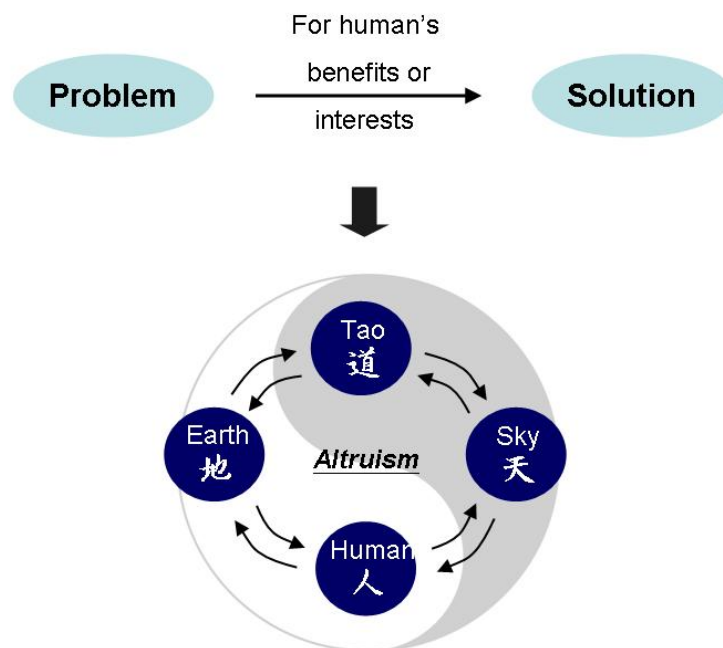 For human's
benefits or
interests
Problem
Solution
Tao
道
Earth
地
Altruism
Sky
天
Human
人